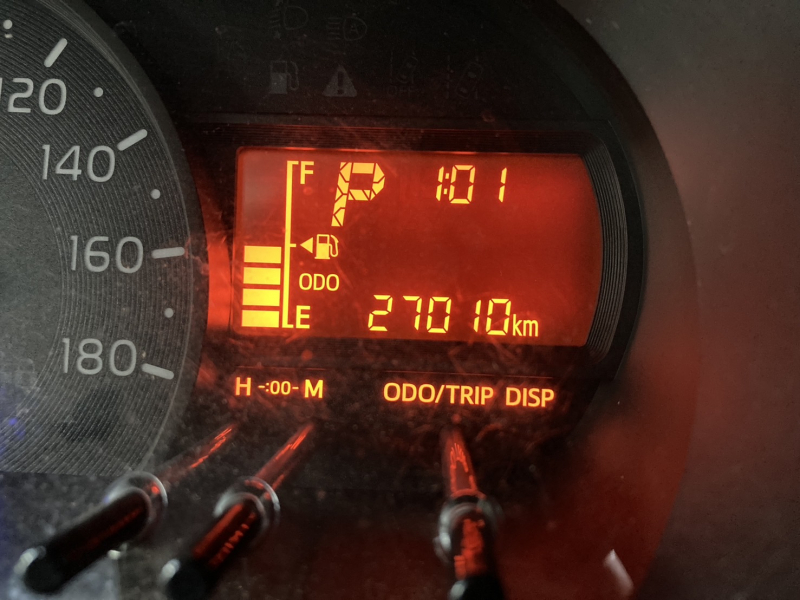 120
140
160
180
F
P 1:01
ODO
E 27010km
H -:00- M ODO/TRIP DISP